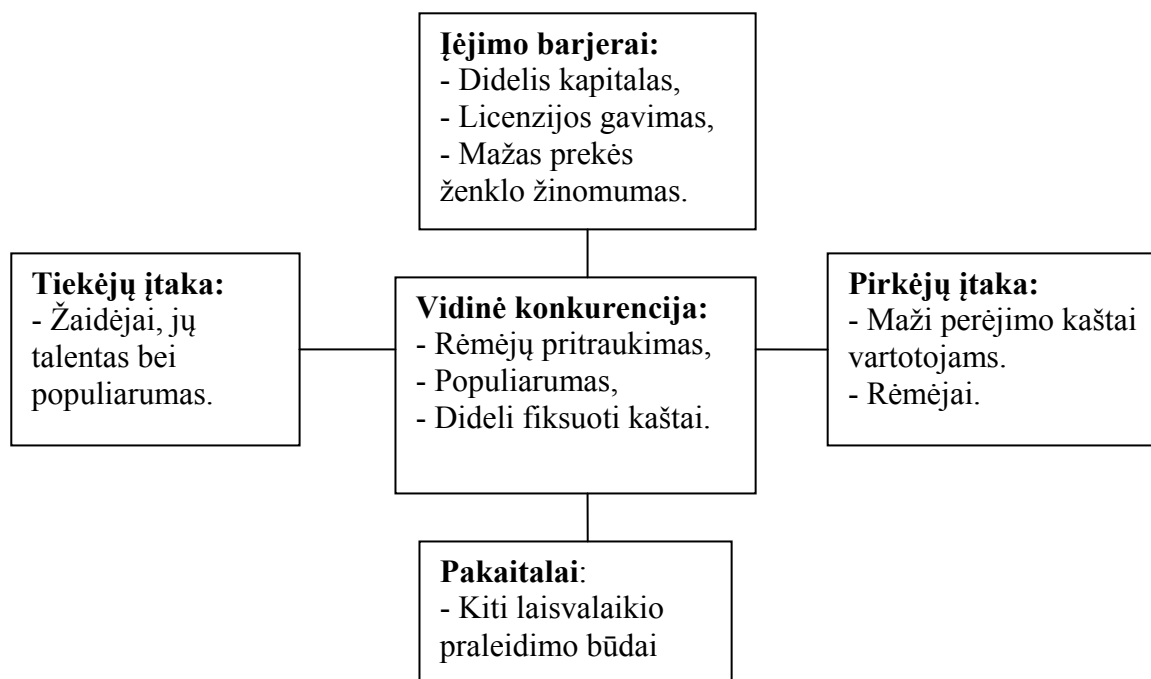 Įėjimo barjerai:
- Didelis kapitalas,
- Licenzijos gavimas,
- Mažas prekės
ženklo žinomumas.
Tiekėjų įtaka:
- Žaidėjai, jų
talentas bei
populiarumas.
Vidinė konkurencija:
- Rėmėjų pritraukimas,
- Populiarumas,
- Dideli fiksuoti kaštai.
Pirkėjų įtaka:
- Maži perėjimo kaštai
vartotojams.
- Rėmėjai.
Pakaitalai:
- Kiti laisvalaikio
praleidimo būdai